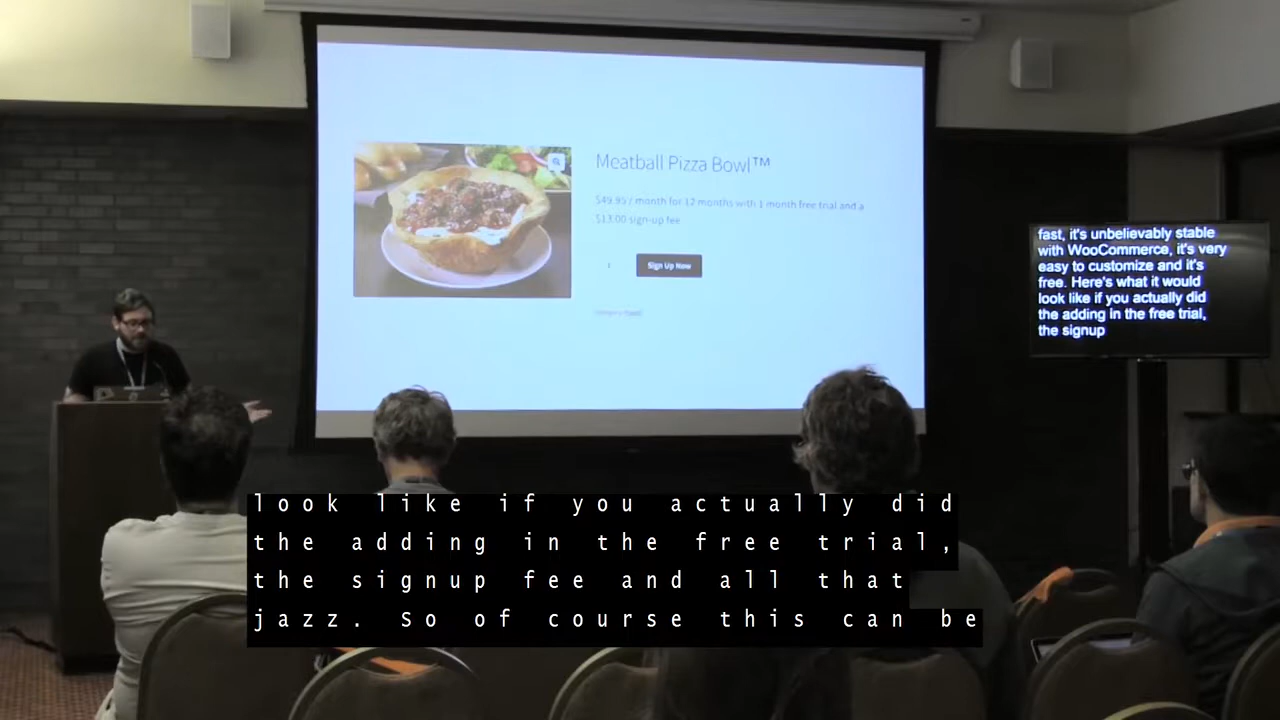 Meatball Pizza Bowl™
$49.95 / month for 12 months with 1 month free trial and a
$13.00 sign-up fee
Sign Up Now
fast, it's unbelievably stable
with WooCommerce, it's very
easy to customize and it's
free. Here's what it would
look like if you actually did
the adding in the free trial,
the signup
look like if you actually did
the adding in the free trial,
the signup fee and all that
jazz. So of course this can be